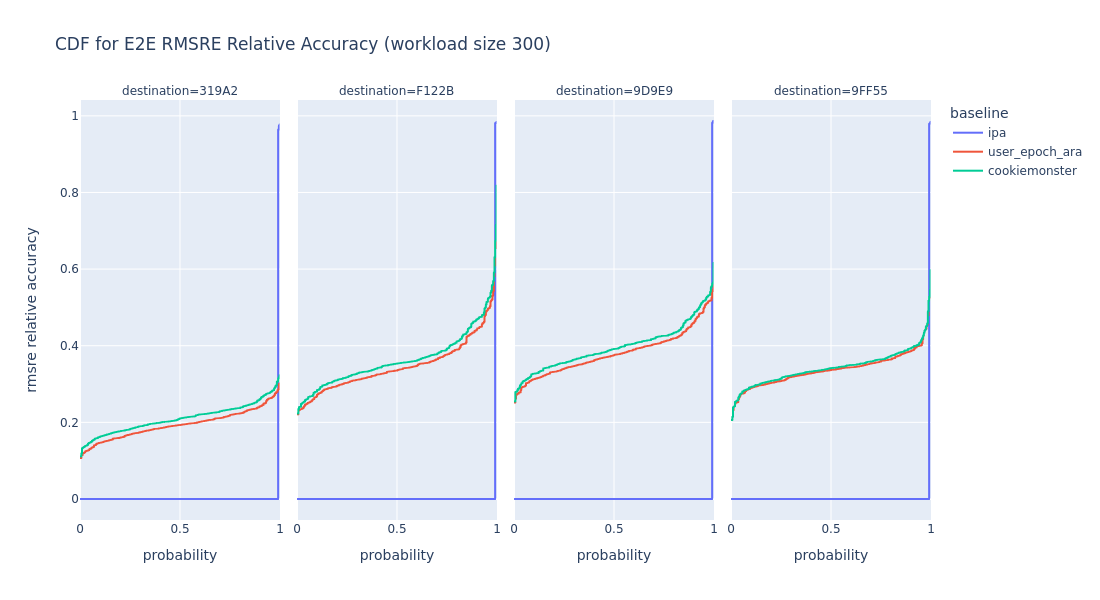 CDF for E2E RMSRE Relative Accuracy (workload size 300)
destination=319A2
destination=F122B
destination=9D9E9
destination=9FF55
baseline
ipa
user_epoch_ara
cookiemonster
rmsre relative accuracy
1
0.8
0.6
0.4
0.2
0
0 0.5 1
0 0.5 1
0 0.5 1
0 0.5 1
probability
probability
probability
probability